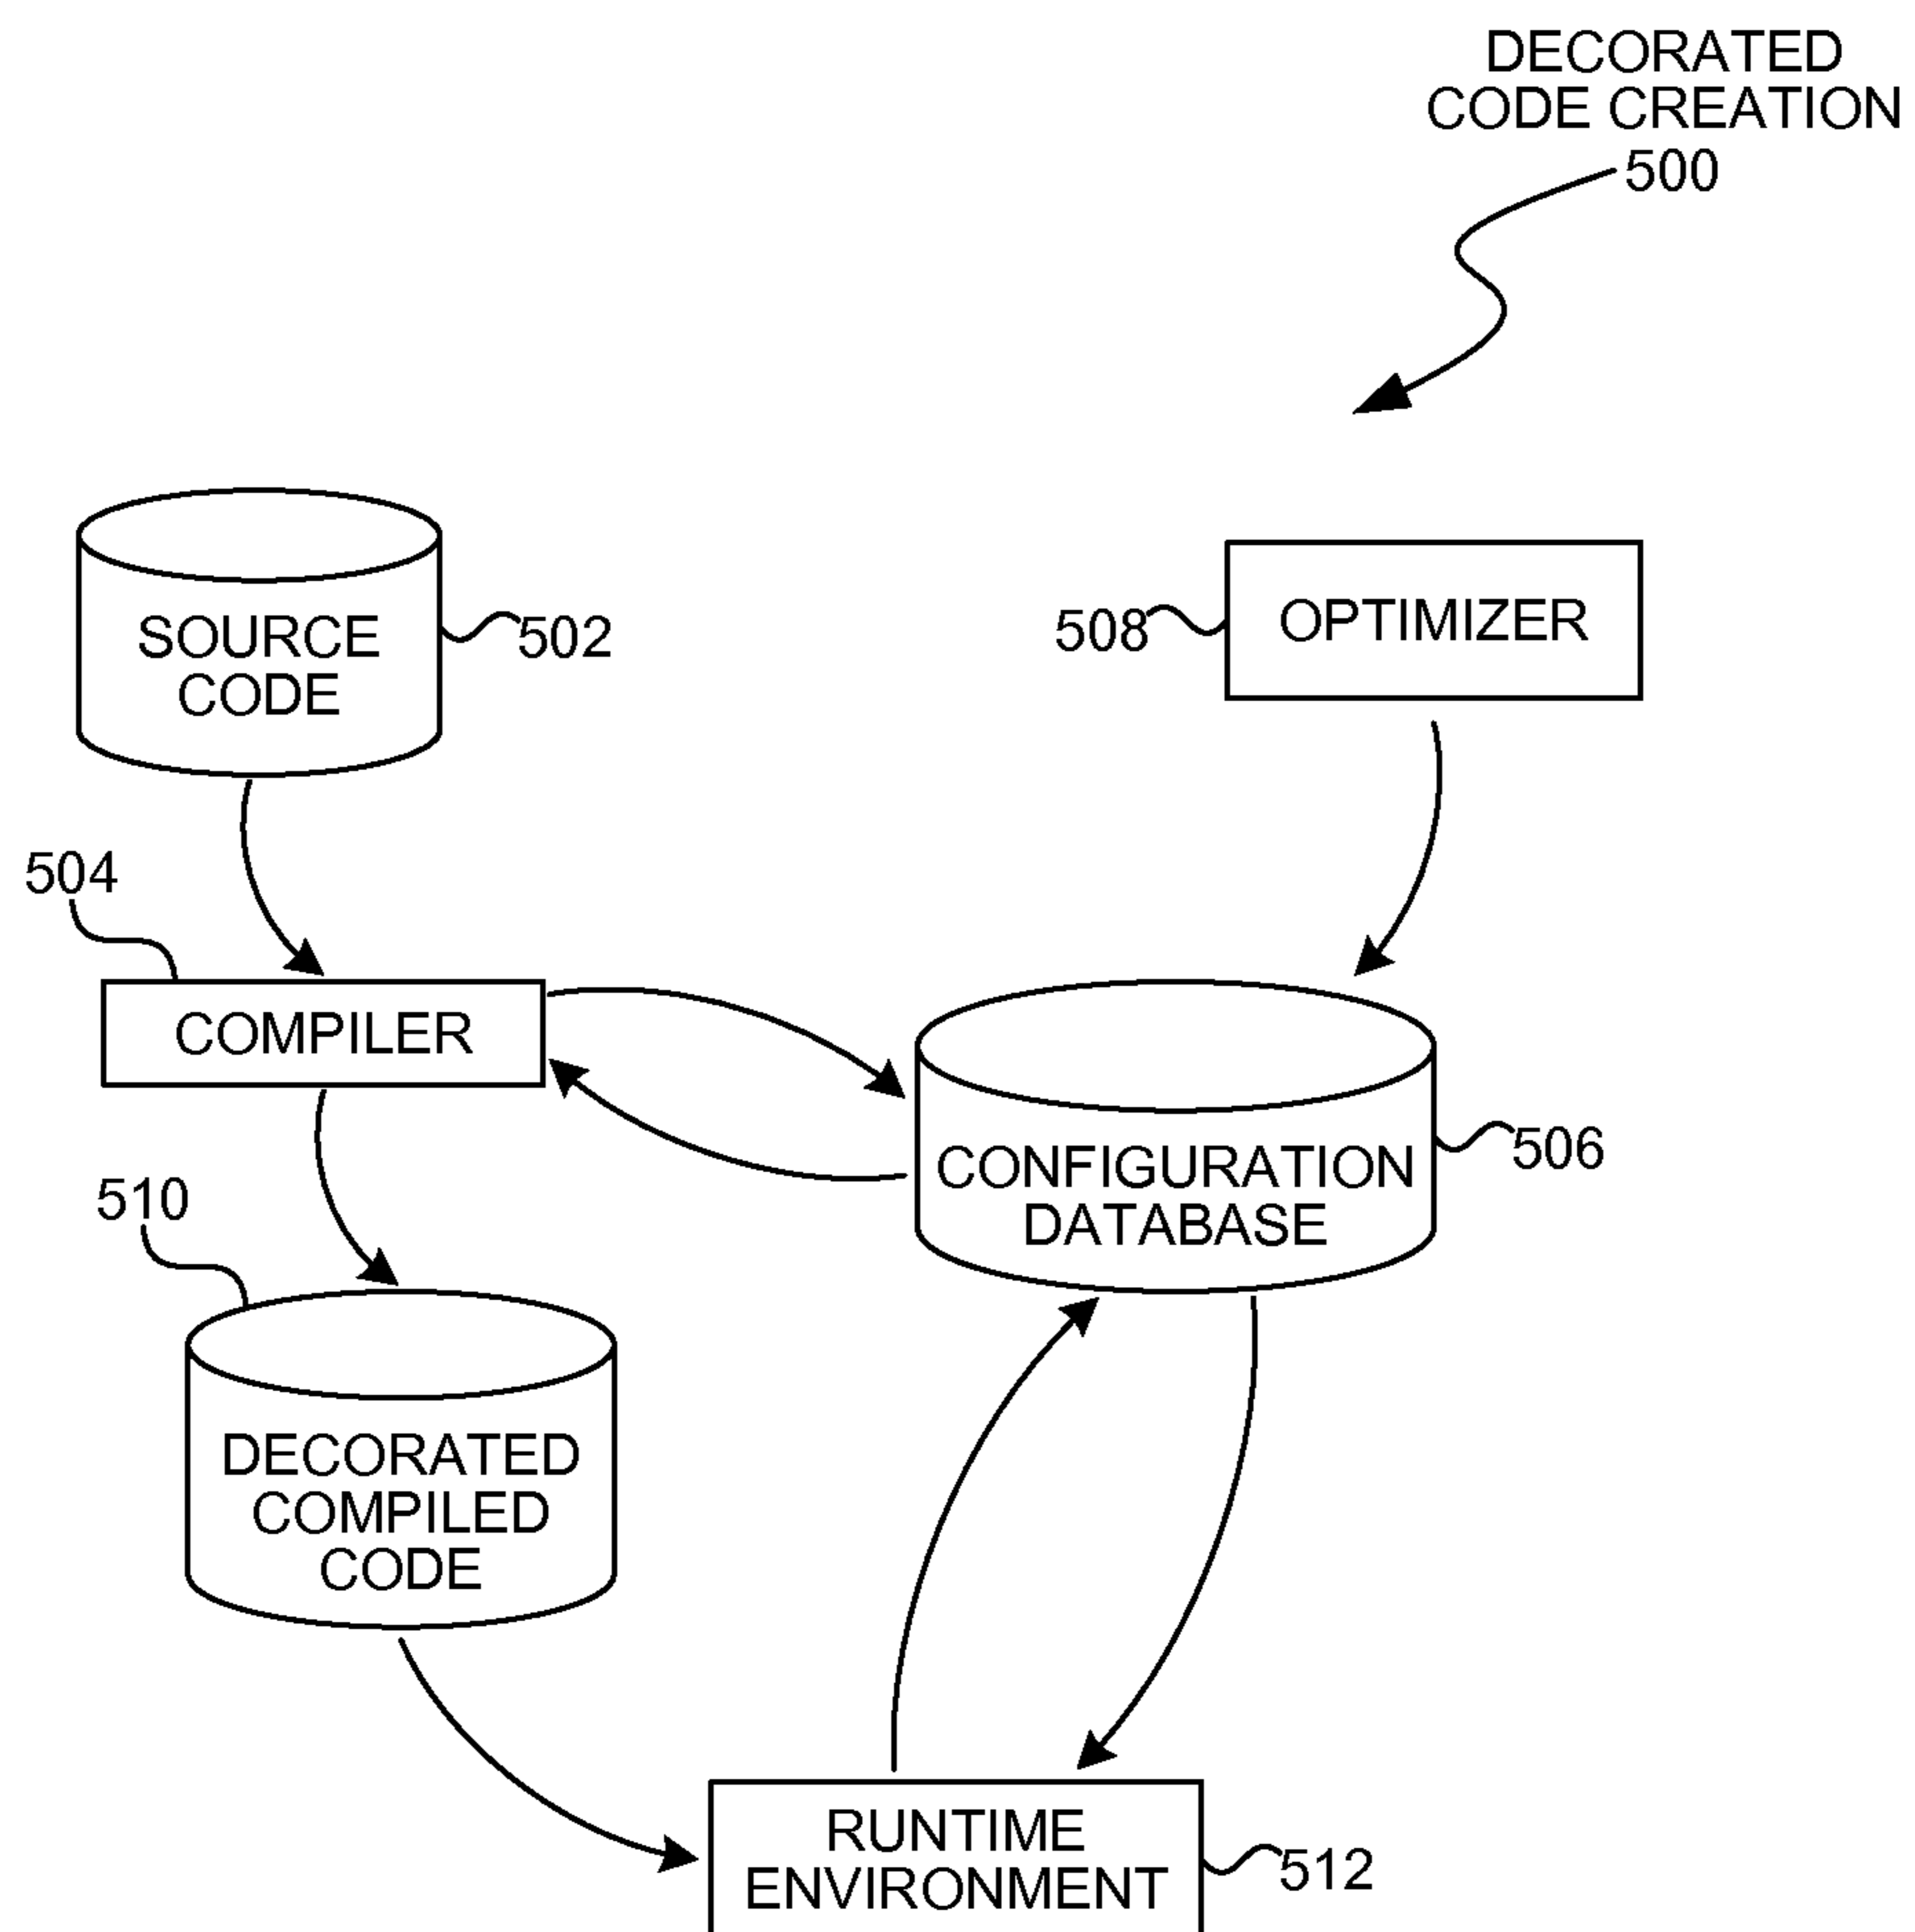 DECORATED
CODE CREATION
500
SOURCE
CODE
502
508
OPTIMIZER
504
COMPILER
CONFIGURATION
DATABASE
506
510
DECORATED
COMPILED
CODE
RUNTIME
ENVIRONMENT
512